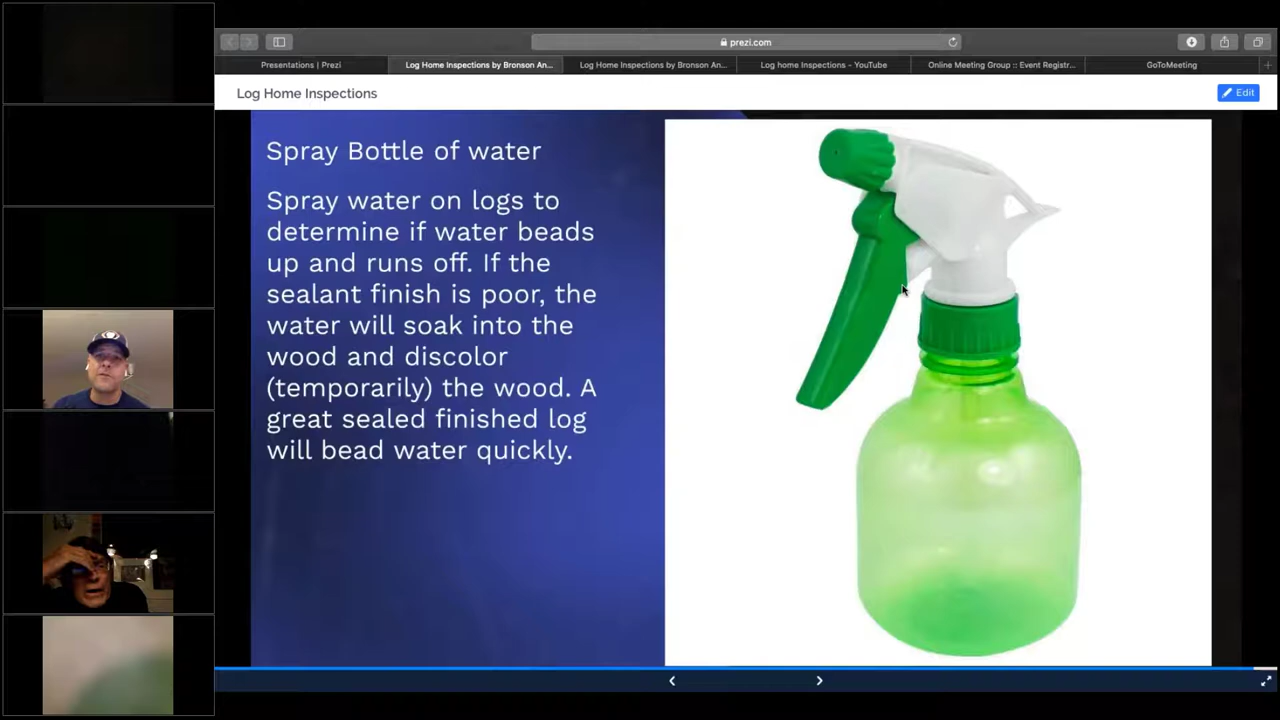 prezi.com
Presentations | Prezi
Log Home Inspections by Bronson An...
Log Home Inspections by Bronson An...
Log home Inspections - YouTube
Online Meeting Group :: Event Registr...
GoToMeeting
Log Home Inspections
Edit
Spray Bottle of water
Spray water on logs to
determine if water beads
up and runs off. If the
sealant finish is poor, the
water will soak into the
wood and discolor
(temporarily) the wood. A
great sealed finished log
will bead water quickly.